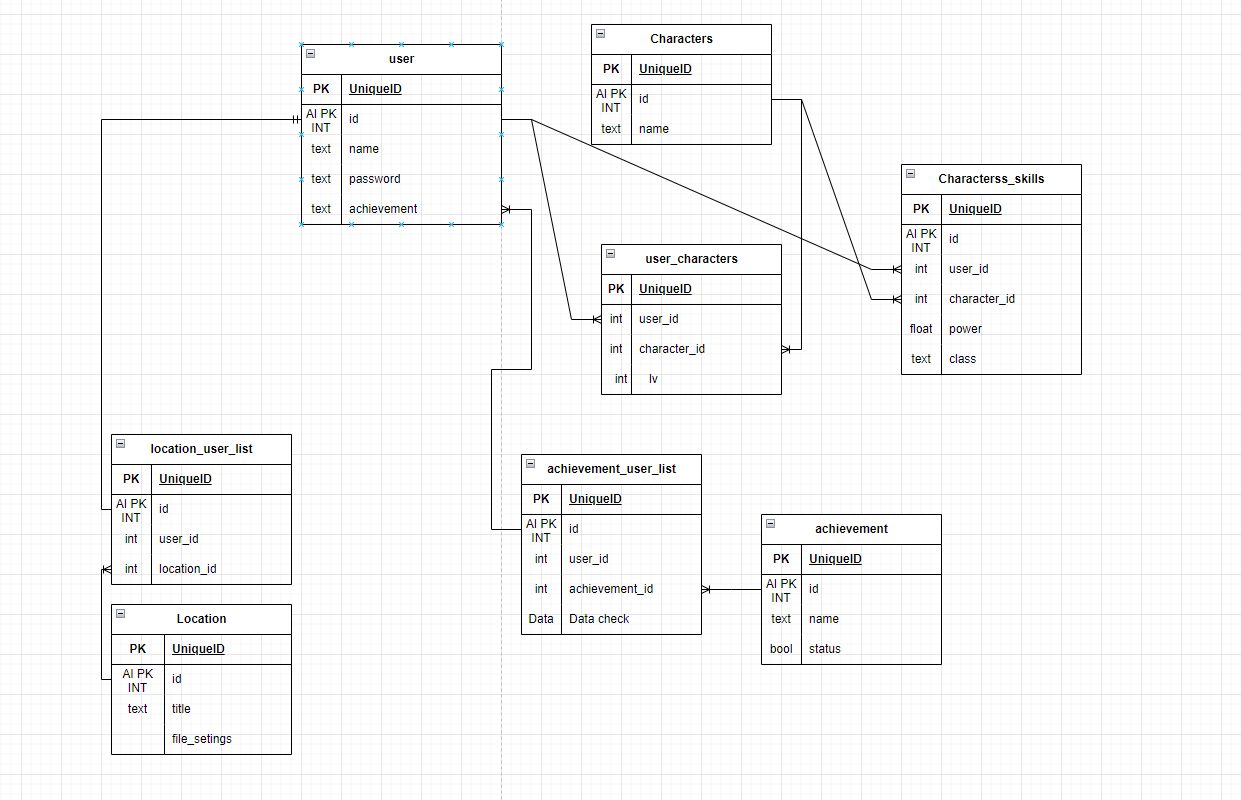 user
PK UniqueID
AI PK
INT
id
text name
text password
text achievement
Characters
PK UniqueID
AI PK
INT
id
text name
Characterss_skills
PK UniqueID
AI PK
INT
id
int user_id
int character_id
float power
text class
user_characters
PK UniqueID
int user_id
int character_id
int lv
location_user_list
PK UniqueID
AI PK
INT
id
int user_id
int location_id
achievement_user_list
PK UniqueID
AI PK
INT
id
int user_id
int achievement_id
Data Data check
achievement
PK UniqueID
AI PK
INT
id
text name
bool status
Location
PK UniqueID
AI PK
INT
id
text title
file_setings